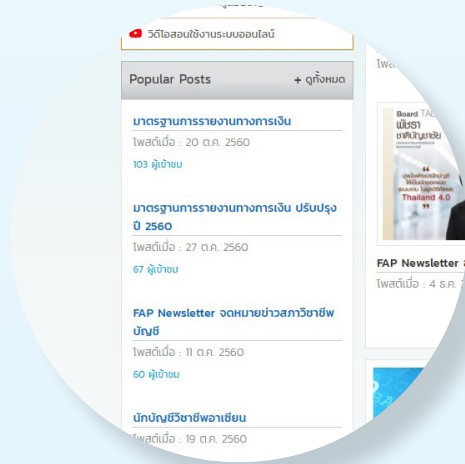 วิดีโอสอนใช้งานระบบออนไลน์
Popular Posts
+ ดูทั้งหมด
มาตรฐานการรายงานทางการเงิน
โพสต์เมื่อ : 20 ต.ค. 2560
103 ผู้เข้าชม
มาตรฐานการรายงานทางการเงิน ปรับปรุง
ปี 2560
โพสต์เมื่อ : 27 ต.ค. 2560
67 ผู้เข้าชม
FAP Newsletter จดหมายข่าวสภาวิชาชีพ
บัญชี
โพสต์เมื่อ : 11 ต.ค. 2560
60 ผู้เข้าชม
นักบัญชีวิชาชีพอาเซียน
โพสต์เมื่อ : 19 ต.ค. 2560
Board TAL
Thailand 4.0
FAP Newsletter
โพสต์เมื่อ : 4 ธ.ค.